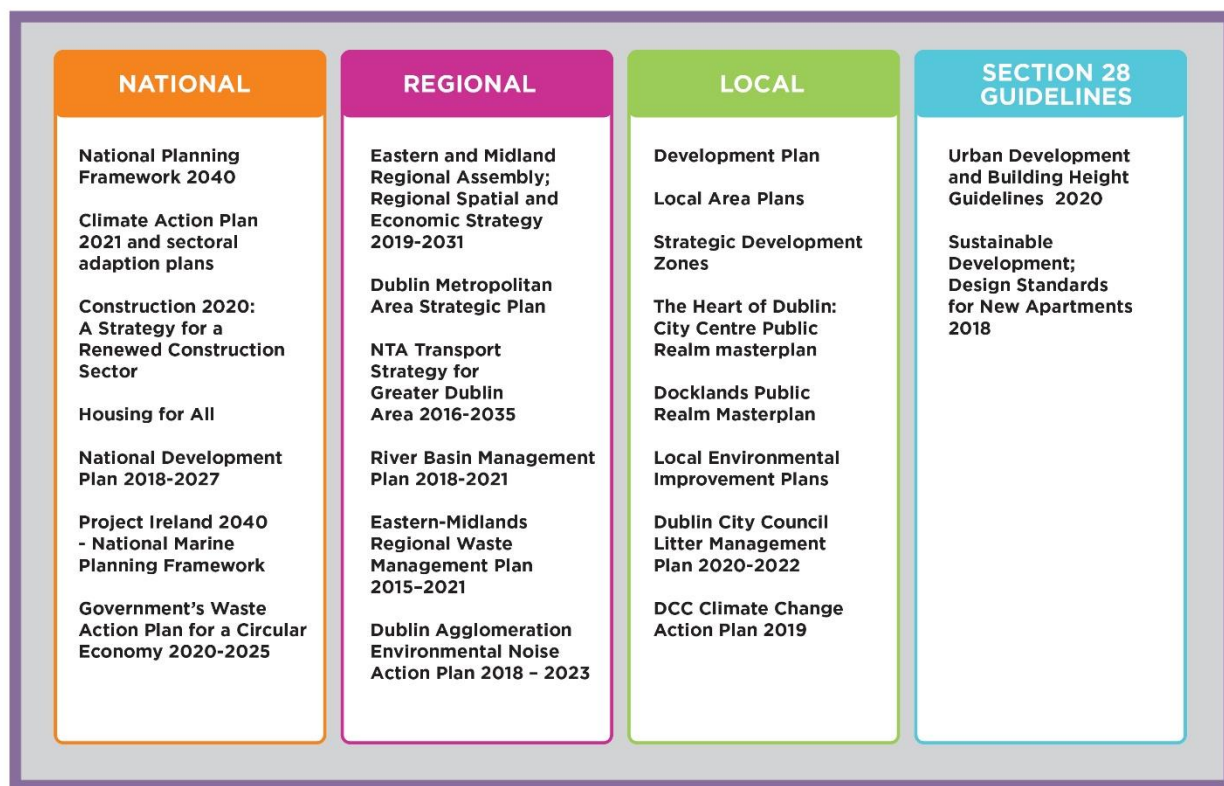 NATIONAL
National Planning
Framework 2040
Climate Action Plan
2021 and sectoral
adaption plans
Construction 2020:
A Strategy for a
Renewed Construction
Sector
Housing for All
National Development
Plan 2018-2027
Project Ireland 2040
- National Marine
Planning Framework
Government’s Waste
Action Plan for a Circular
Economy 2020-2025
REGIONAL
Eastern and Midland
Regional Assembly;
Regional Spatial and
Economic Strategy
2019-2031
Dublin Metropolitan
Area Strategic Plan
NTA Transport
Strategy for
Greater Dublin
Area 2016-2035
River Basin Management
Plan 2018-2021
Eastern-Midlands
Regional Waste
Management Plan
2015–2021
Dublin Agglomeration
Environmental Noise
Action Plan 2018 – 2023
LOCAL
Development Plan
Local Area Plans
Strategic Development
Zones
The Heart of Dublin:
City Centre Public
Realm masterplan
Docklands Public
Realm Masterplan
Local Environmental
Improvement Plans
Dublin City Council
Litter Management
Plan 2020-2022
DCC Climate Change
Action Plan 2019
SECTION 28
GUIDELINES
Urban Development
and Building Height
Guidelines 2020
Sustainable
Development;
Design Standards
for New Apartments
2018